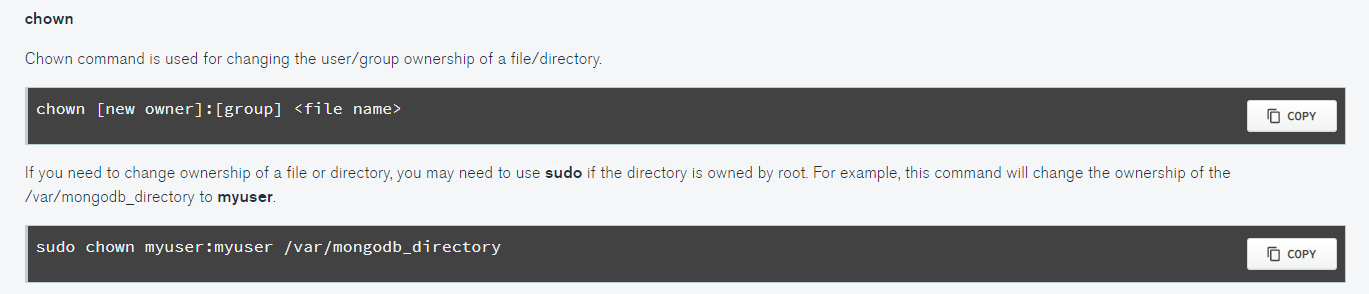 chown
Chown command is used for changing the user/group ownership of a file/directory.
chown [new owner]:[group] <file name>
COPY
If you need to change ownership of a file or directory, you may need to use sudo if the directory is owned by root. For example, this command will change the ownership of the
/var/mongodb_directory to myuser.
sudo chown myuser:myuser /var/mongodb_directory
COPY